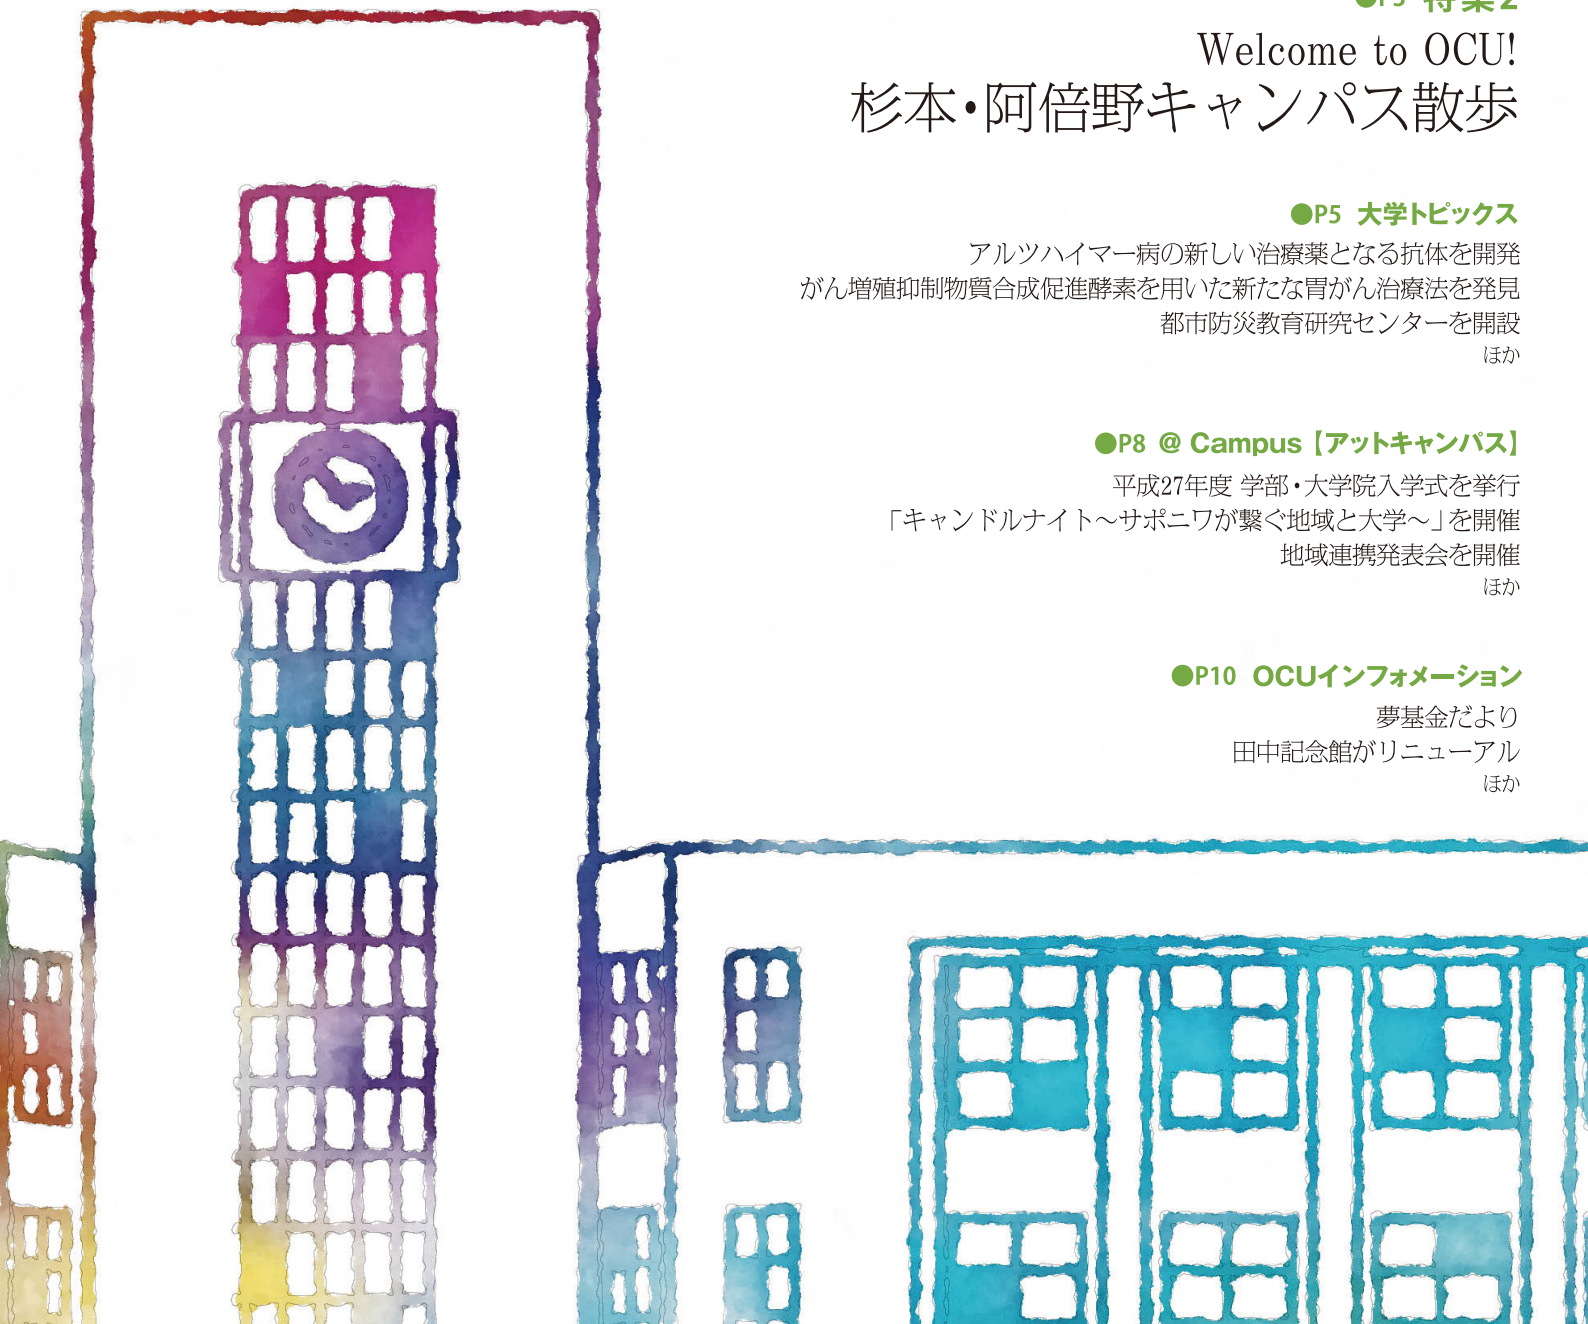 ●P3 特集2
Welcome to OCU!
杉本・阿倍野キャンパス散歩
●P5 大学トピックス
アルツハイマー病の新しい治療薬となる抗体を開発
がん増殖抑制物質合成促進酵素を用いた新たな胃がん治療法を発見
都市防災教育研究センターを開設
ほか
●P8 @ Campus【アットキャンパス】
平成27年度 学部・大学院入学式を挙行
「キャンドルナイト～サポニワが繋ぐ地域と大学～」を開催
地域連携発表会を開催
ほか
●P10 OCUインフォメーション
夢基金だより
田中記念館がリニューアル
ほか